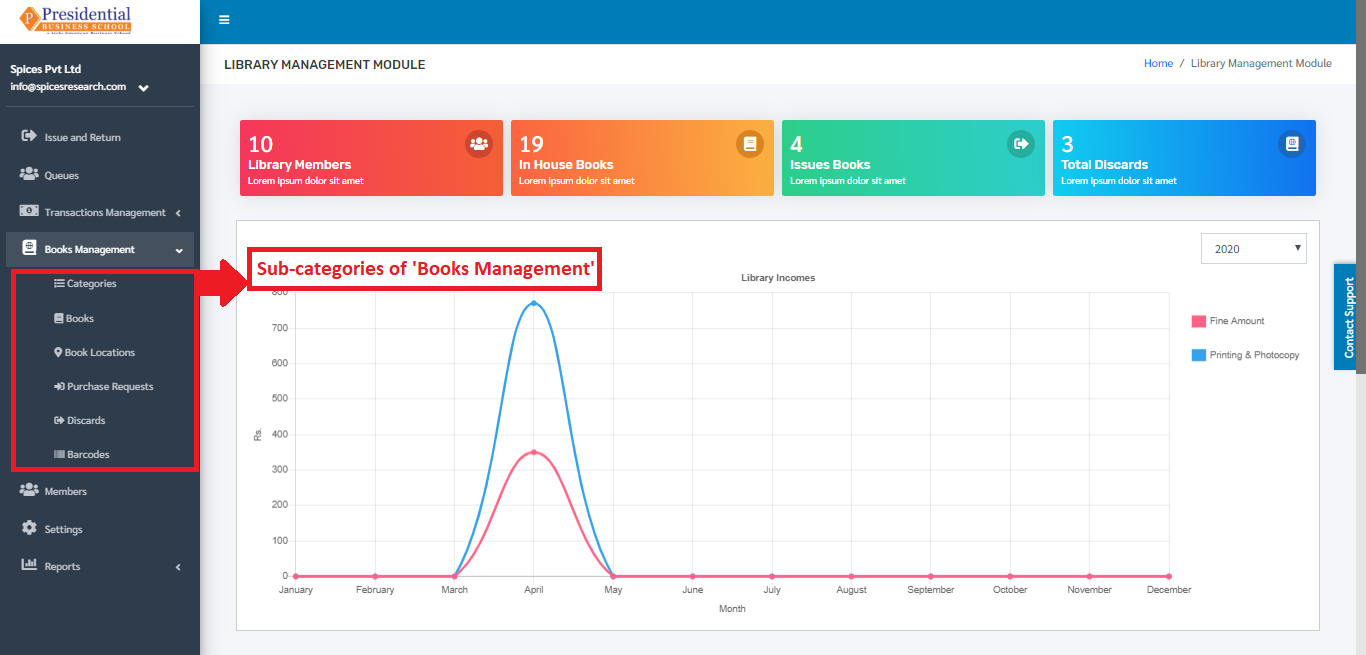 Presidential
BUSINESS SCHOOL
Spices Pvt Ltd
info@spicesresearch.com
Issue and Return
Queues
Transactions Management
Books Management
Categories
Books
Book Locations
Purchase Requests
Discards
Barcodes
Members
Settings
Reports
LIBRARY MANAGEMENT MODULE
Home / Library Management Module
10
Library Members
Lorem ipsum dolor sit amet
19
In House Books
Lorem ipsum dolor sit amet
4
Issues Books
Lorem ipsum dolor sit amet
3
Total Discards
Lorem ipsum dolor sit amet
2020
Sub-categories of 'Books Management'
Library Incomes
Fine Amount
Printing & Photocopy
Rs.
800
700
600
500
400
300
200
100
0
January February March April May June July August September October November December
Month
Contact Support